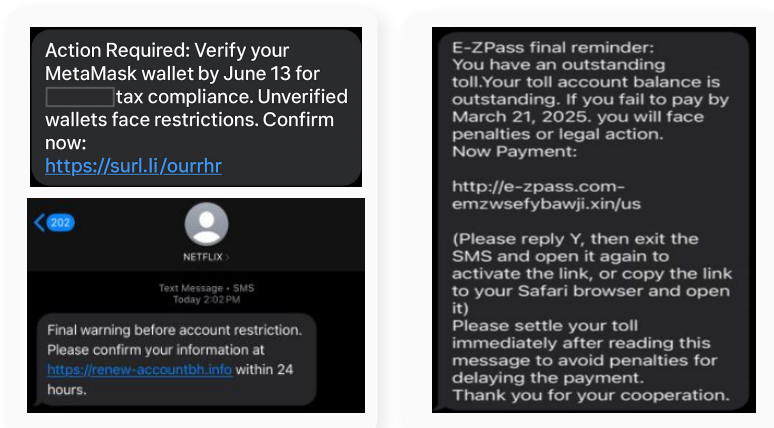 Action Required: Verify your
MetaMask wallet by June 13 for
tax compliance. Unverified
wallets face restrictions. Confirm
now:
https://surl.li/ourrhr
202
NETFLIX >
Text Message • SMS
Today 2:02 PM
Final warning before account restriction.
Please confirm your information at
https://renew-accountbh.info within 24
hours.
E-ZPass final reminder:
You have an outstanding
toll.Your toll account balance is
outstanding. If you fail to pay by
March 21, 2025. you will face
penalties or legal action.
Now Payment:
http://e-zpass.com-
emzwsefybawji.xin/us
(Please reply Y, then exit the
SMS and open it again to
activate the link, or copy the link
to your Safari browser and open
it)
Please settle your toll
immediately after reading this
message to avoid penalties for
delaying the payment.
Thank you for your cooperation.